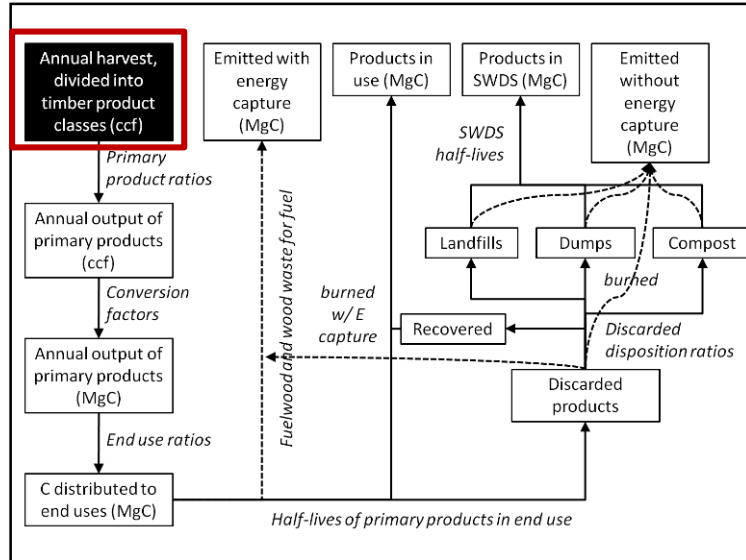 Annual harvest,
divided into
timber product
classes (ccf)
Emitted with
energy capture
(MgC)
Products in
use (MgC)
Products in
SWDS (MgC)
Emitted
without
energy capture
(MgC)
Primary
product ratios
SWDS
half-lives
Annual output of
primary products
(ccf)
Landfills
Dumps
Compost
Conversion
factors
Fuelwood and wood waste for fuel
burned
w/ E
capture
Recovered
burned
Discarded
disposition ratios
Annual output of
primary products
(MgC)
Discarded
products
End use ratios
C distributed to
end uses (MgC)
Half-lives of primary products in end use